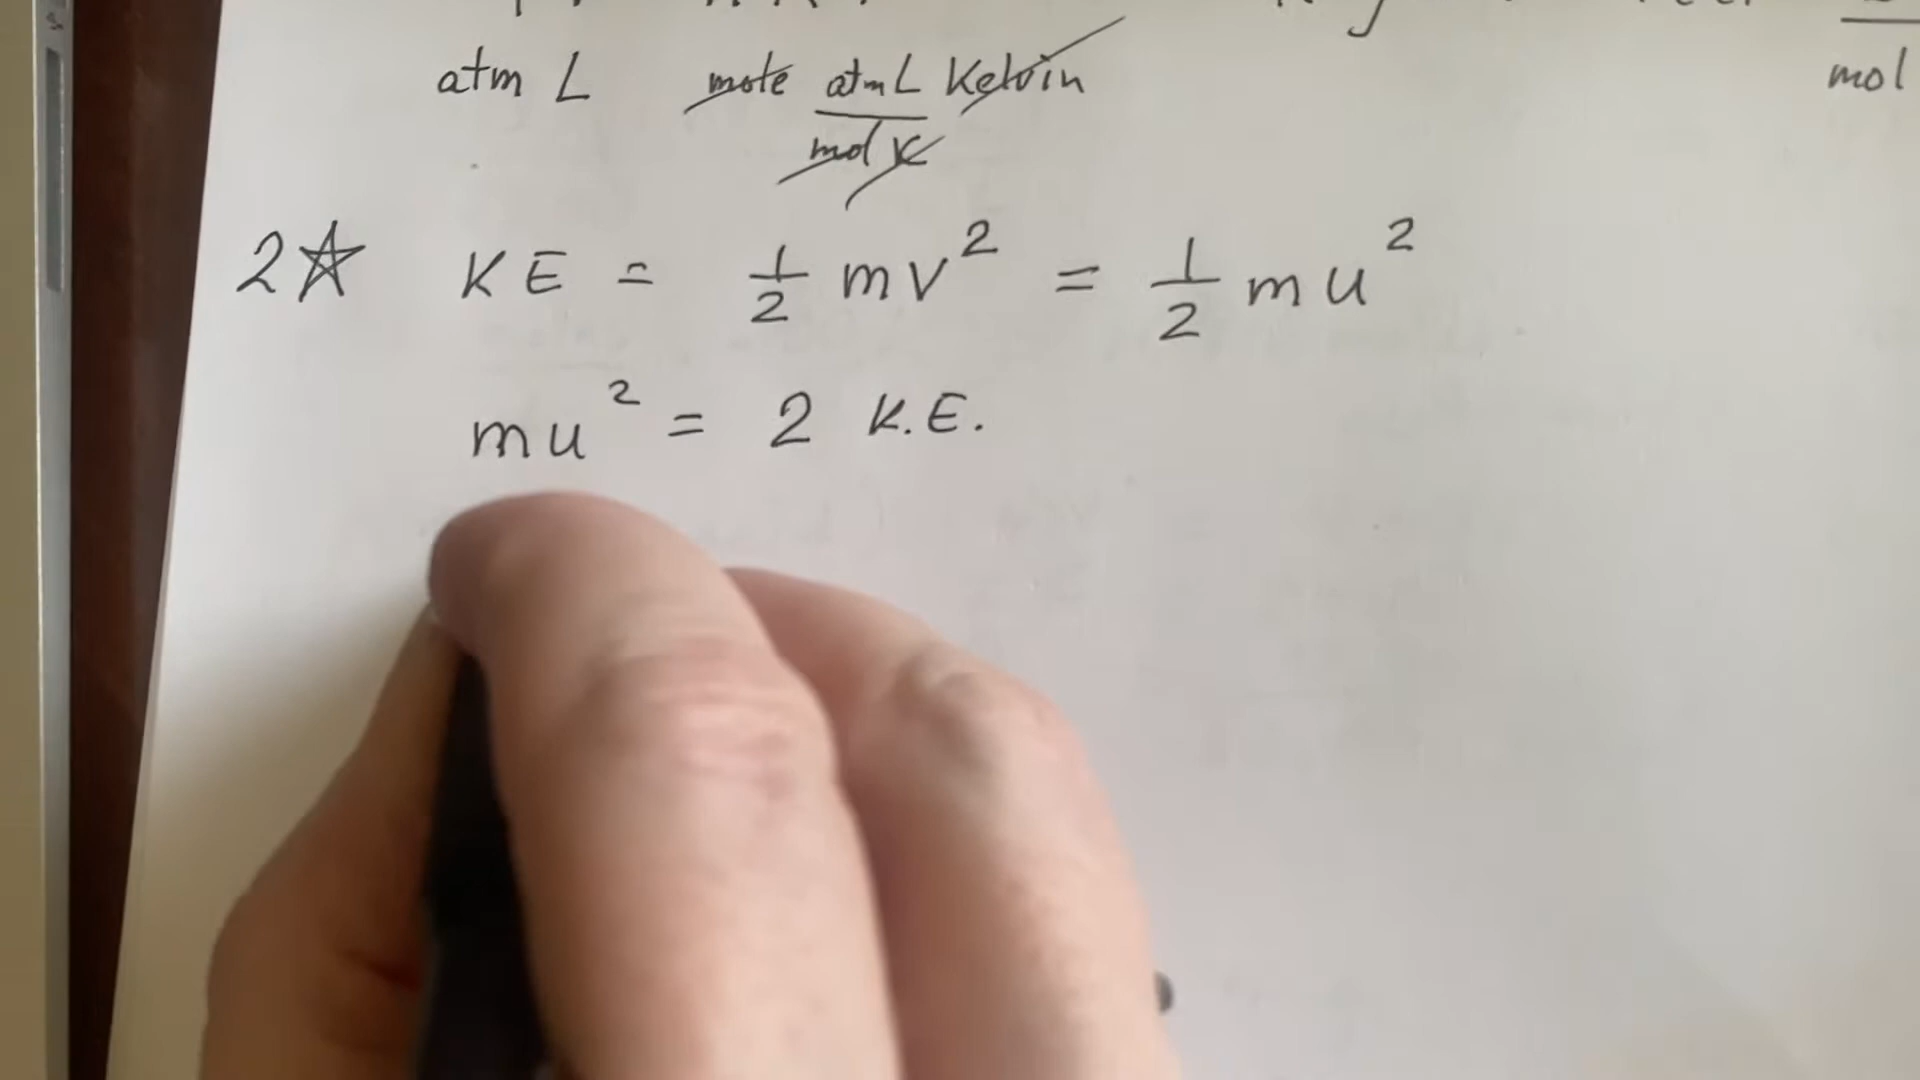 atm L mole atm L Kelvin mol
mol K
2☆ KE = 1/2 mv² = 1/2 mu²
mu² = 2 K.E.